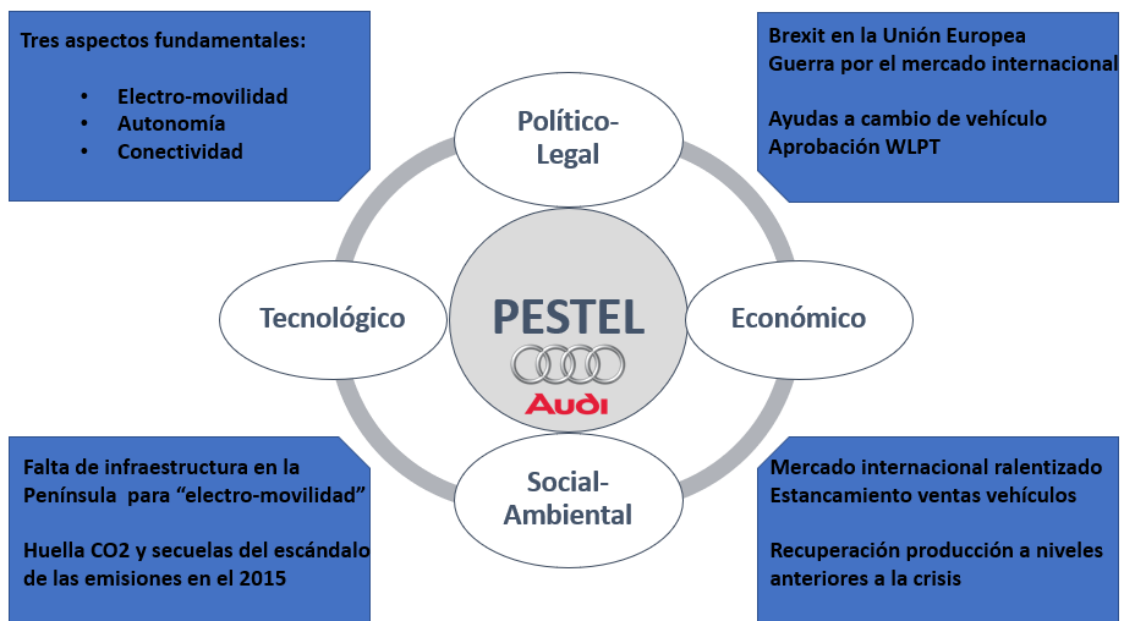 Tres aspectos fundamentales:
• Electro-movilidad
• Autonomía
• Conectividad
Político-
Legal
Brexit en la Unión Europea
Guerra por el mercado internacional
Ayudas a cambio de vehículo
Aprobación WLPT
Tecnológico
PESTEL
Audi
Económico
Falta de infraestructura en la
Península para “electro-movilidad”
Huella CO2 y secuelas del escándalo
de las emisiones en el 2015
Social-
Ambiental
Mercado internacional ralentizado
Estancamiento ventas vehículos
Recuperación producción a niveles
anteriores a la crisis